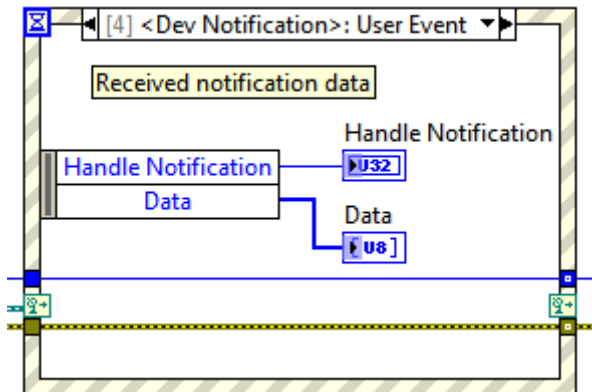 [4] <Dev Notification>: User Event
Received notification data
Handle Notification
Handle Notification
U32
Data
Data
[U8]